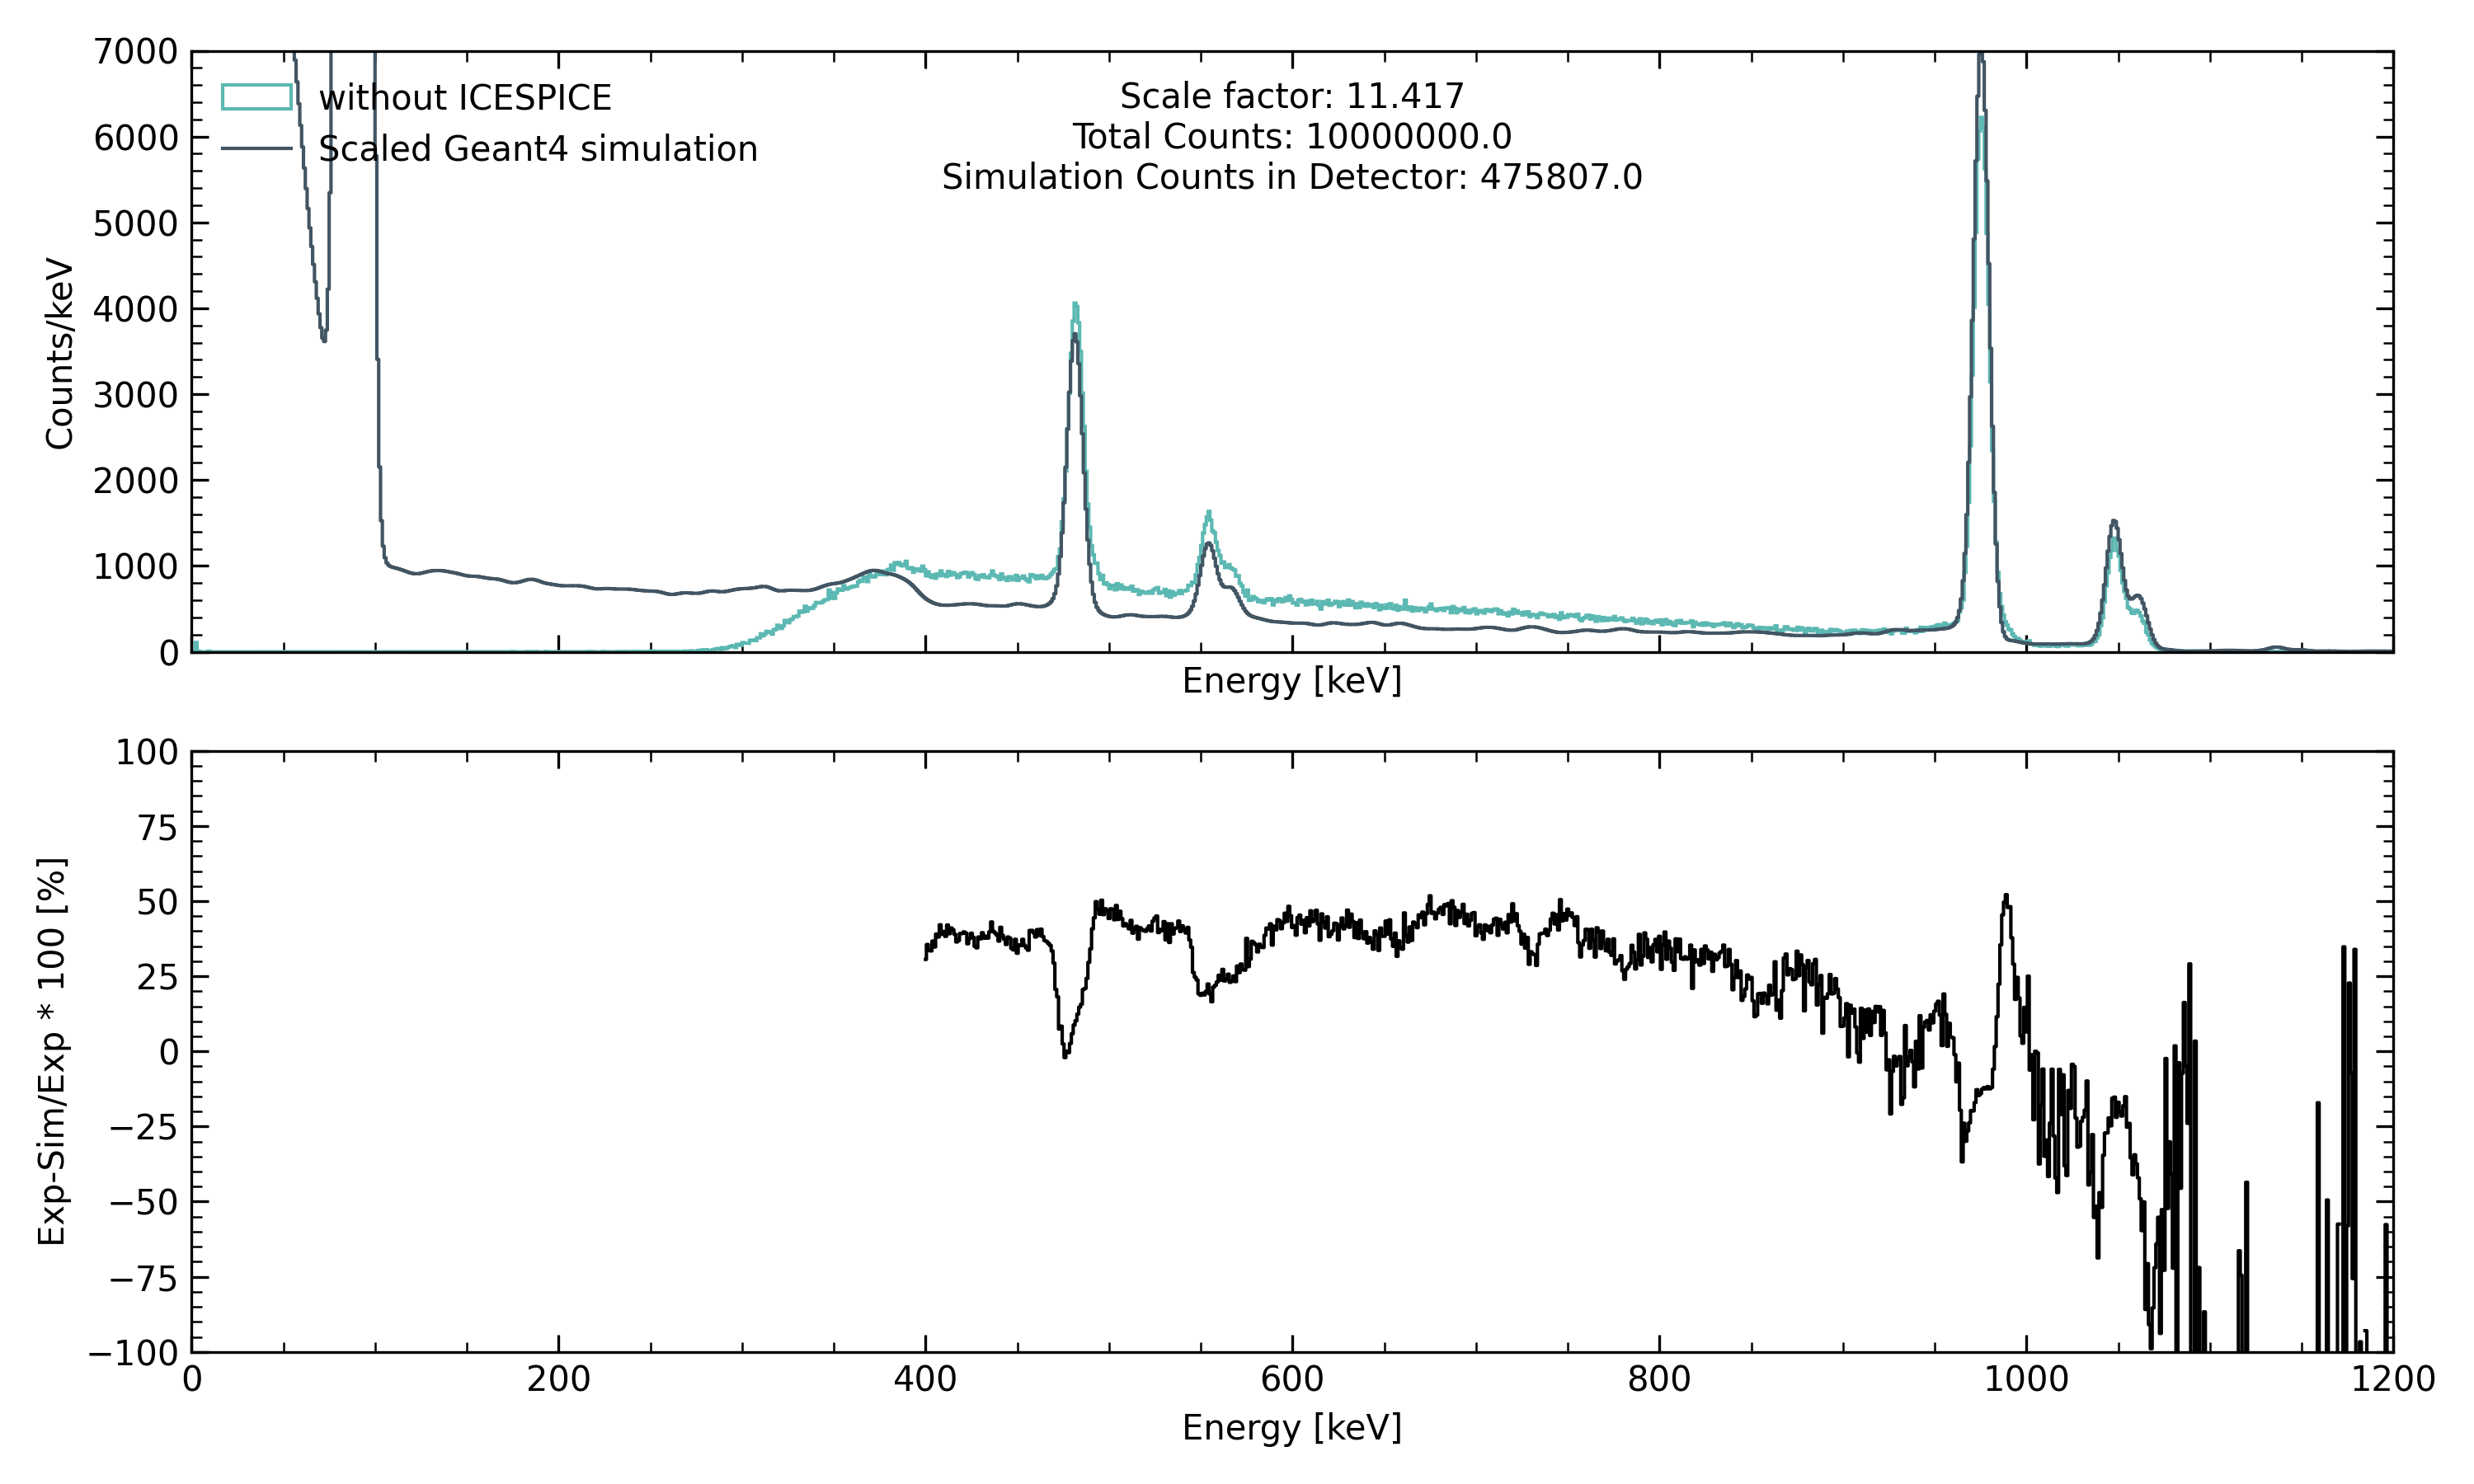 7000
6000
5000
4000
3000
2000
1000
0
Counts/keV
without ICESPICE
Scaled Geant4 simulation
Scale factor: 11.417
Total Counts: 10000000.0
Simulation Counts in Detector: 475807.0
Energy [keV]
100
75
50
25
0
−25
−50
−75
−100
Exp-Sim/Exp * 100 [%]
0 200 400 600 800 1000 1200
Energy [keV]